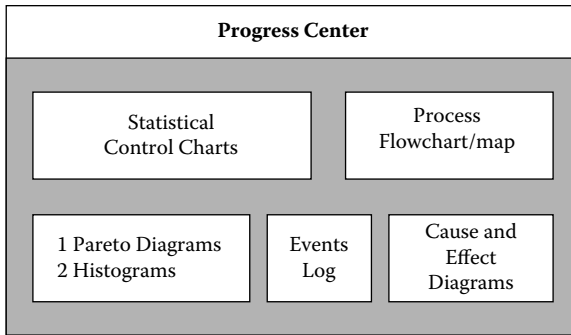 Progress Center
Statistical
Control Charts
Process
Flowchart/map
1 Pareto Diagrams
2 Histograms
Events
Log
Cause and
Effect
Diagrams